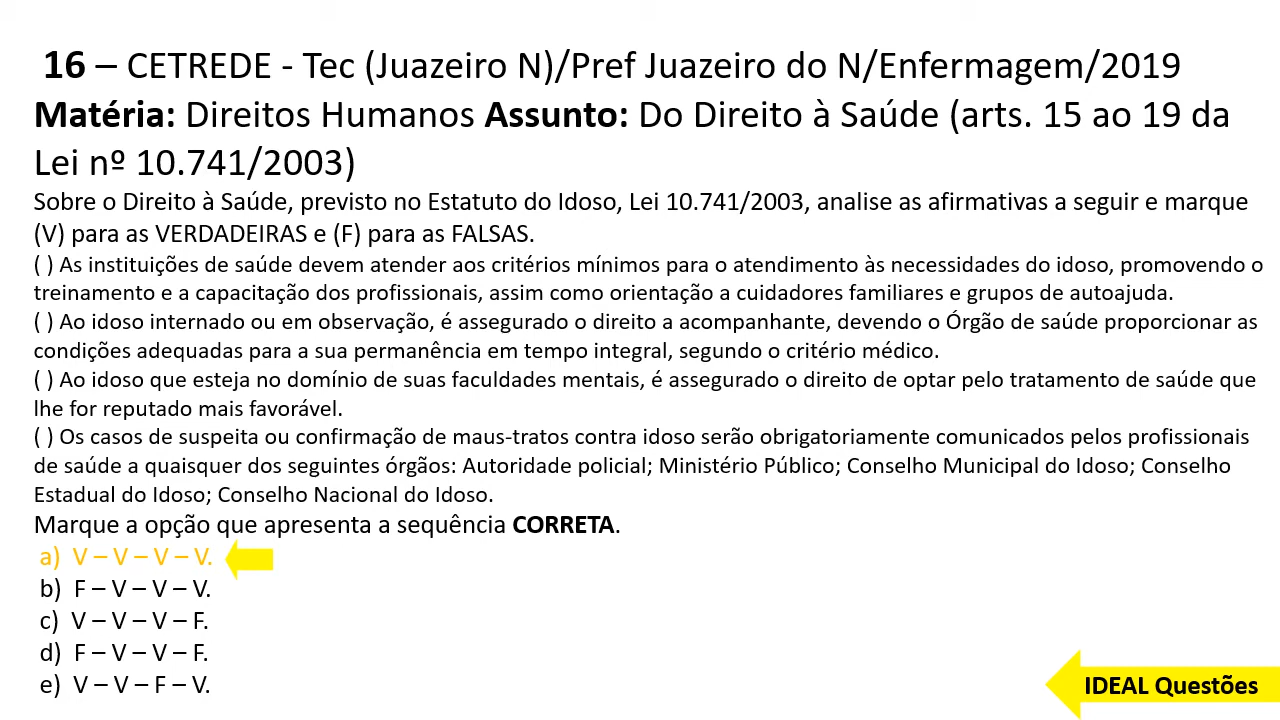 16 – CETREDE - Tec (Juazeiro N)/Pref Juazeiro do N/Enfermagem/2019
Matéria: Direitos Humanos Assunto: Do Direito à Saúde (arts. 15 ao 19 da
Lei nº 10.741/2003)
Sobre o Direito à Saúde, previsto no Estatuto do Idoso, Lei 10.741/2003, analise as afirmativas a seguir e marque
(V) para as VERDADEIRAS e (F) para as FALSAS.
( ) As instituições de saúde devem atender aos critérios mínimos para o atendimento às necessidades do idoso, promovendo o
treinamento e a capacitação dos profissionais, assim como orientação a cuidadores familiares e grupos de autoajuda.
( ) Ao idoso internado ou em observação, é assegurado o direito a acompanhante, devendo o Órgão de saúde proporcionar as
condições adequadas para a sua permanência em tempo integral, segundo o critério médico.
( ) Ao idoso que esteja no domínio de suas faculdades mentais, é assegurado o direito de optar pelo tratamento de saúde que
lhe for reputado mais favorável.
( ) Os casos de suspeita ou confirmação de maus-tratos contra idoso serão obrigatoriamente comunicados pelos profissionais
de saúde a quaisquer dos seguintes órgãos: Autoridade policial; Ministério Público; Conselho Municipal do Idoso; Conselho
Estadual do Idoso; Conselho Nacional do Idoso.
Marque a opção que apresenta a sequência CORRETA.
a) V – V – V – V.
b) F – V – V – V.
c) V – V – V – F.
d) F – V – V – F.
e) V – V – F – V.
IDEAL Questões